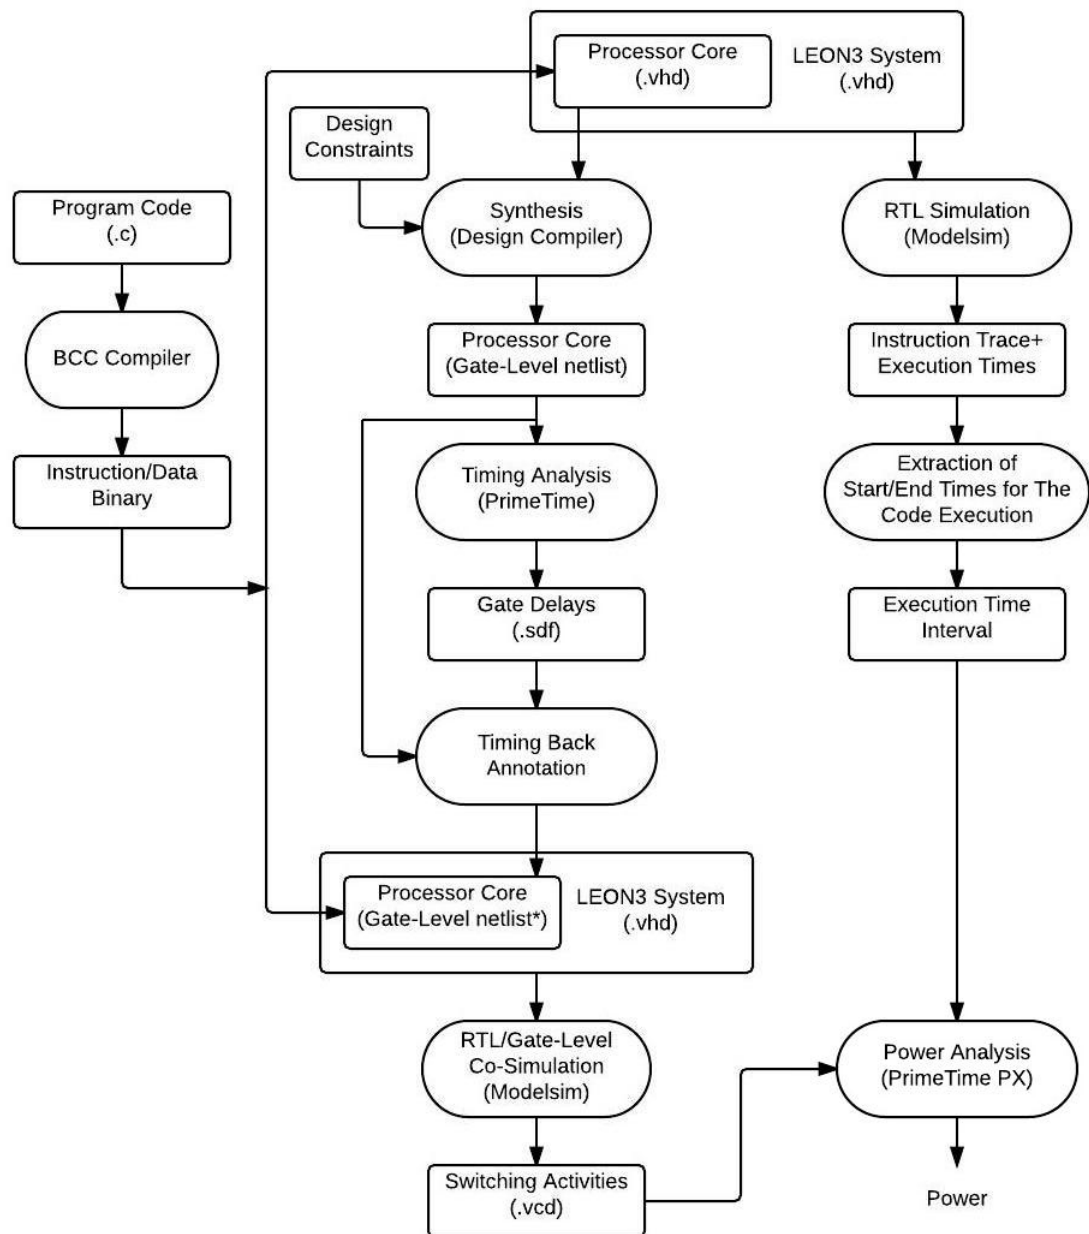 Processor Core
(.vhd)
LEON3 System
(.vhd)
Design
Constraints
Program Code
(.c)
Synthesis
(Design Compiler)
RTL Simulation
(Modelsim)
BCC Compiler
Processor Core
(Gate-Level netlist)
Instruction Trace+
Execution Times
Instruction/Data
Binary
Timing Analysis
(PrimeTime)
Extraction of
Start/End Times for The
Code Execution
Gate Delays
(.sdf)
Execution Time
Interval
Timing Back
Annotation
Processor Core
(Gate-Level netlist*)
LEON3 System
(.vhd)
RTL/Gate-Level
Co-Simulation
(Modelsim)
Power Analysis
(PrimeTime PX)
Switching Activities
(.vcd)
Power